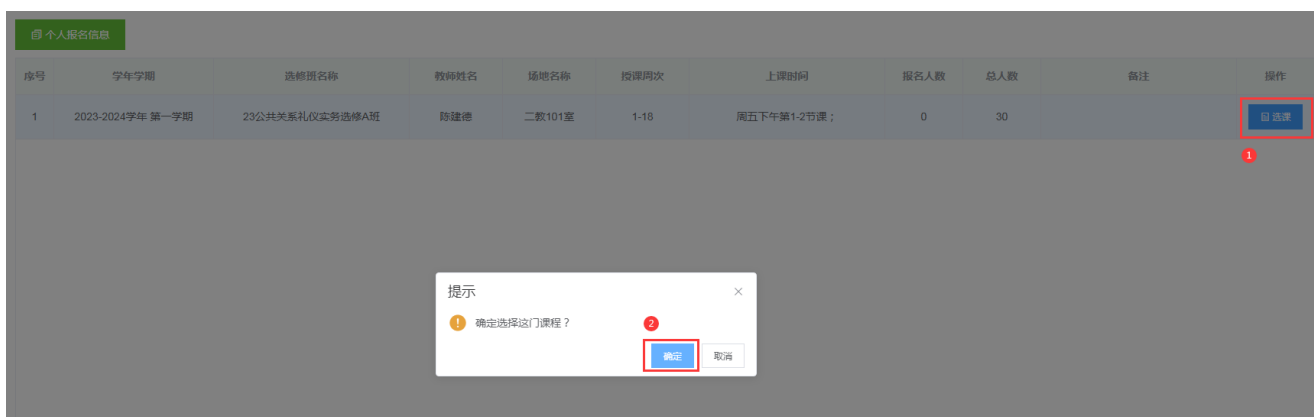 个人报名信息
序号 学年学期 选修班名称 教师姓名 场地名称 授课周次 上课时间 报名人数 总人数 备注 操作
1 2023-2024学年 第一学期 23公共关系礼仪实务选修A班 陈建德 二教101室 1-18 周五下午第1-2节课； 0 30 选课
1
提示
确定选择这门课程？
2
确定 取消